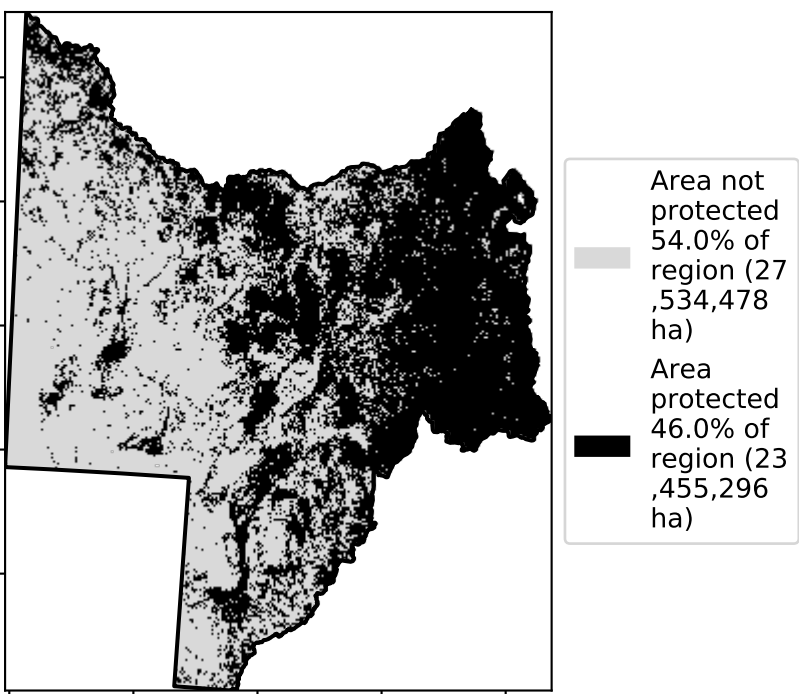 Area not
protected
54.0% of
region (27
,534,478
ha)
Area
protected
46.0% of
region (23
,455,296
ha)